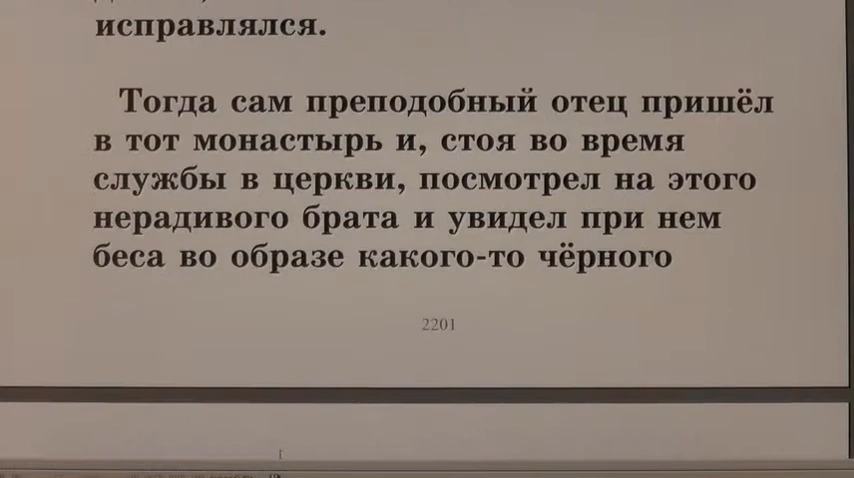 исправлялся.
Тогда сам преподобный отец пришёл
в тот монастырь и, стоя во время
службы в церкви, посмотрел на этого
нерадивого брата и увидел при нем
беса во образе какого-то чёрного
2201